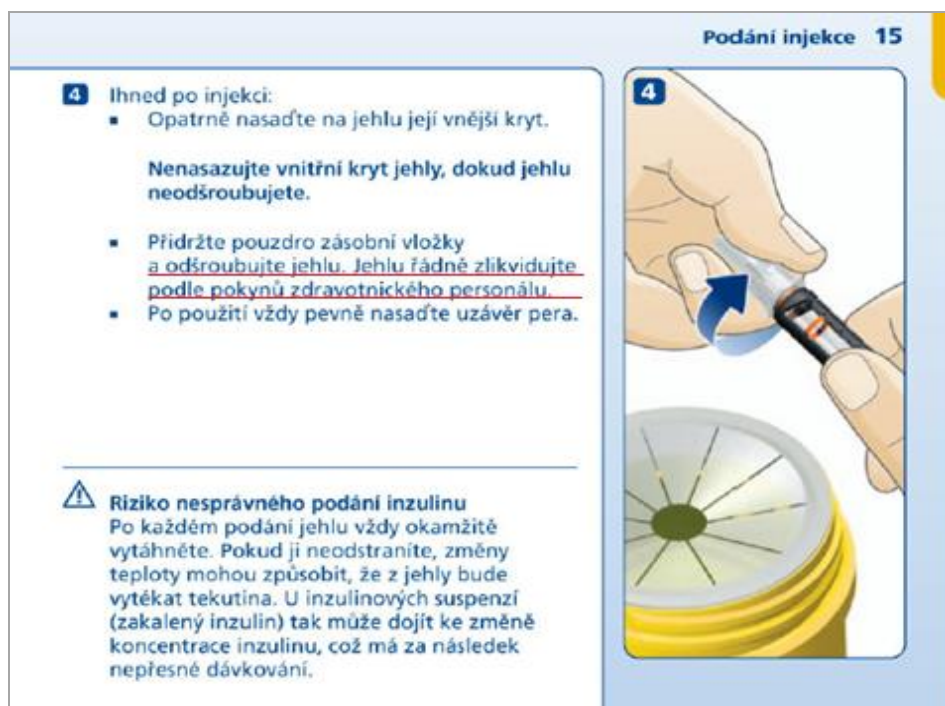 Podání injekce 15
4 Ihned po injekci:
▪ Opatrně nasaďte na jehlu její vnější kryt.
Nenasazujte vnitřní kryt jehly, dokud jehlu
neodšroubujete.
▪ Přidržte pouzdro zásobní vložky
a odšroubujte jehlu. Jehlu řádně zlikvidujte
podle pokynů zdravotnického personálu.
▪ Po použití vždy pevně nasaďte uzávěr pera.
Riziko nesprávného podání inzulinu
Po každém podání jehlu vždy okamžitě
vytáhněte. Pokud ji neodstraníte, změny
teploty mohou způsobit, že z jehly bude
vytékat tekutina. U inzulinových suspenzí
(zakalený inzulin) tak může dojít ke změně
koncentrace inzulinu, což má za následek
nepřesné dávkování.
4